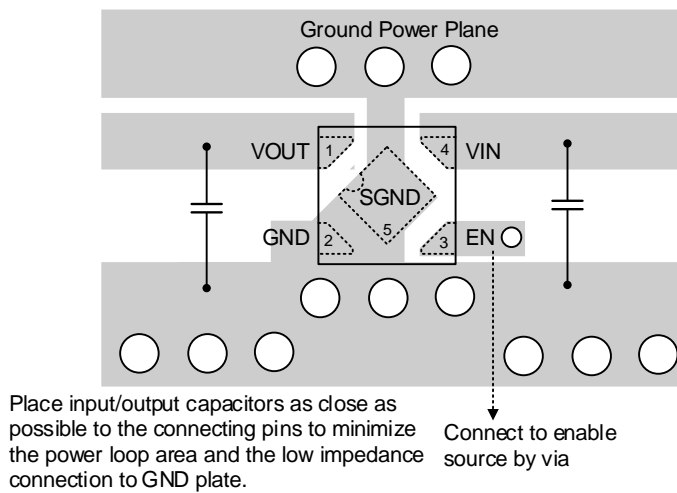 Ground Power Plane
VOUT 1 4 VIN
SGND
GND 2 5 3 EN
Place input/output capacitors as close as
possible to the connecting pins to minimize
the power loop area and the low impedance
connection to GND plate.
Connect to enable
source by via